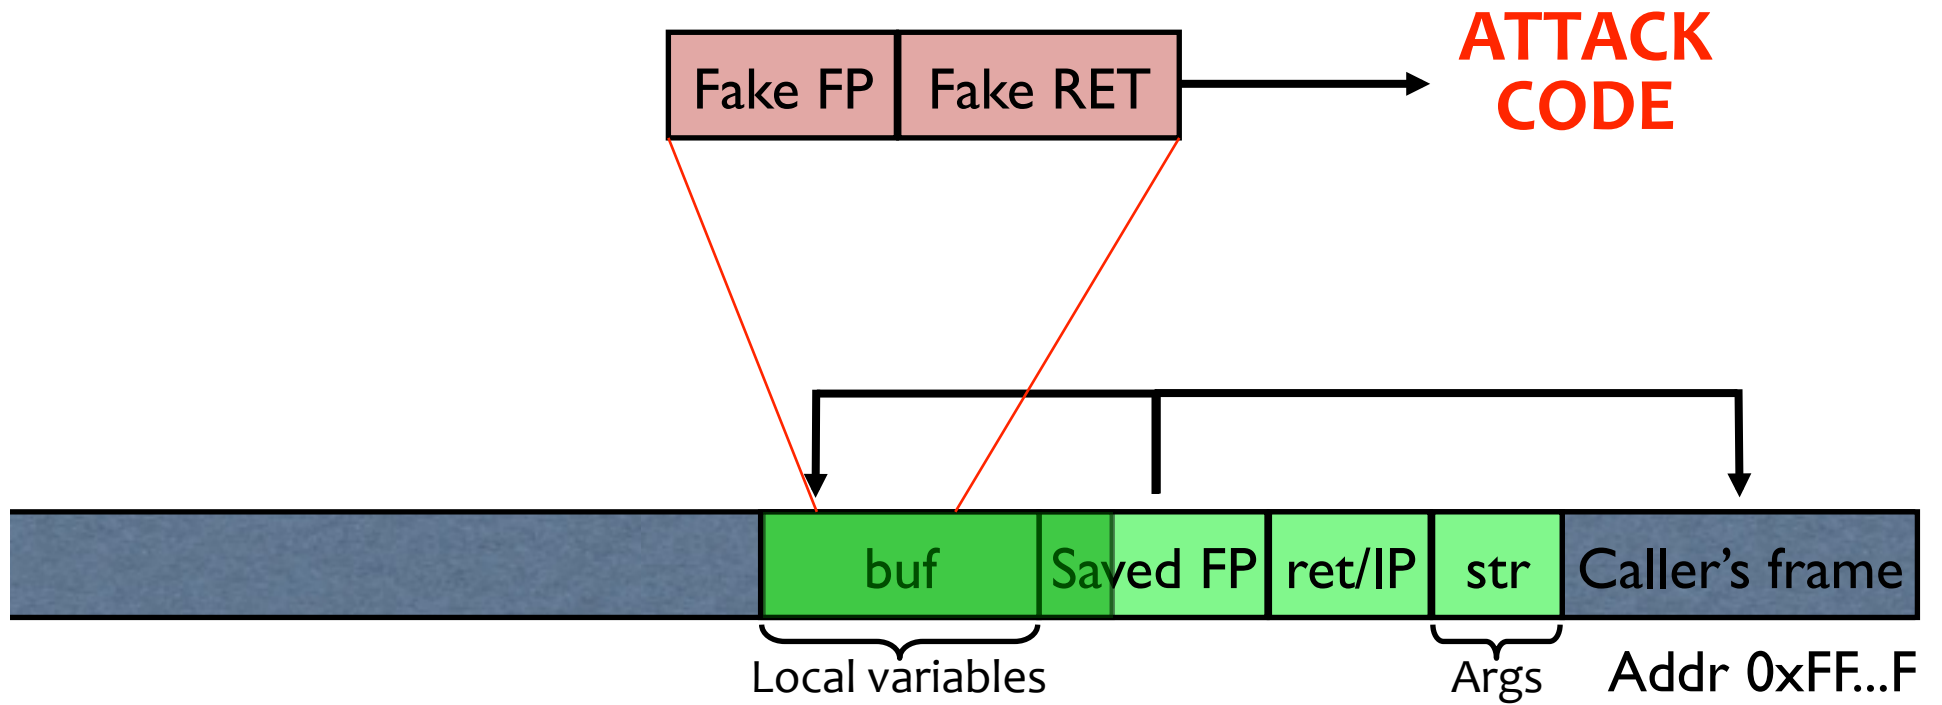 ATTACK
CODE
Fake FP
Fake RET
buf
Saved FP
ret/IP
str
Caller’s frame
Local variables
Args
Addr 0xFF...F